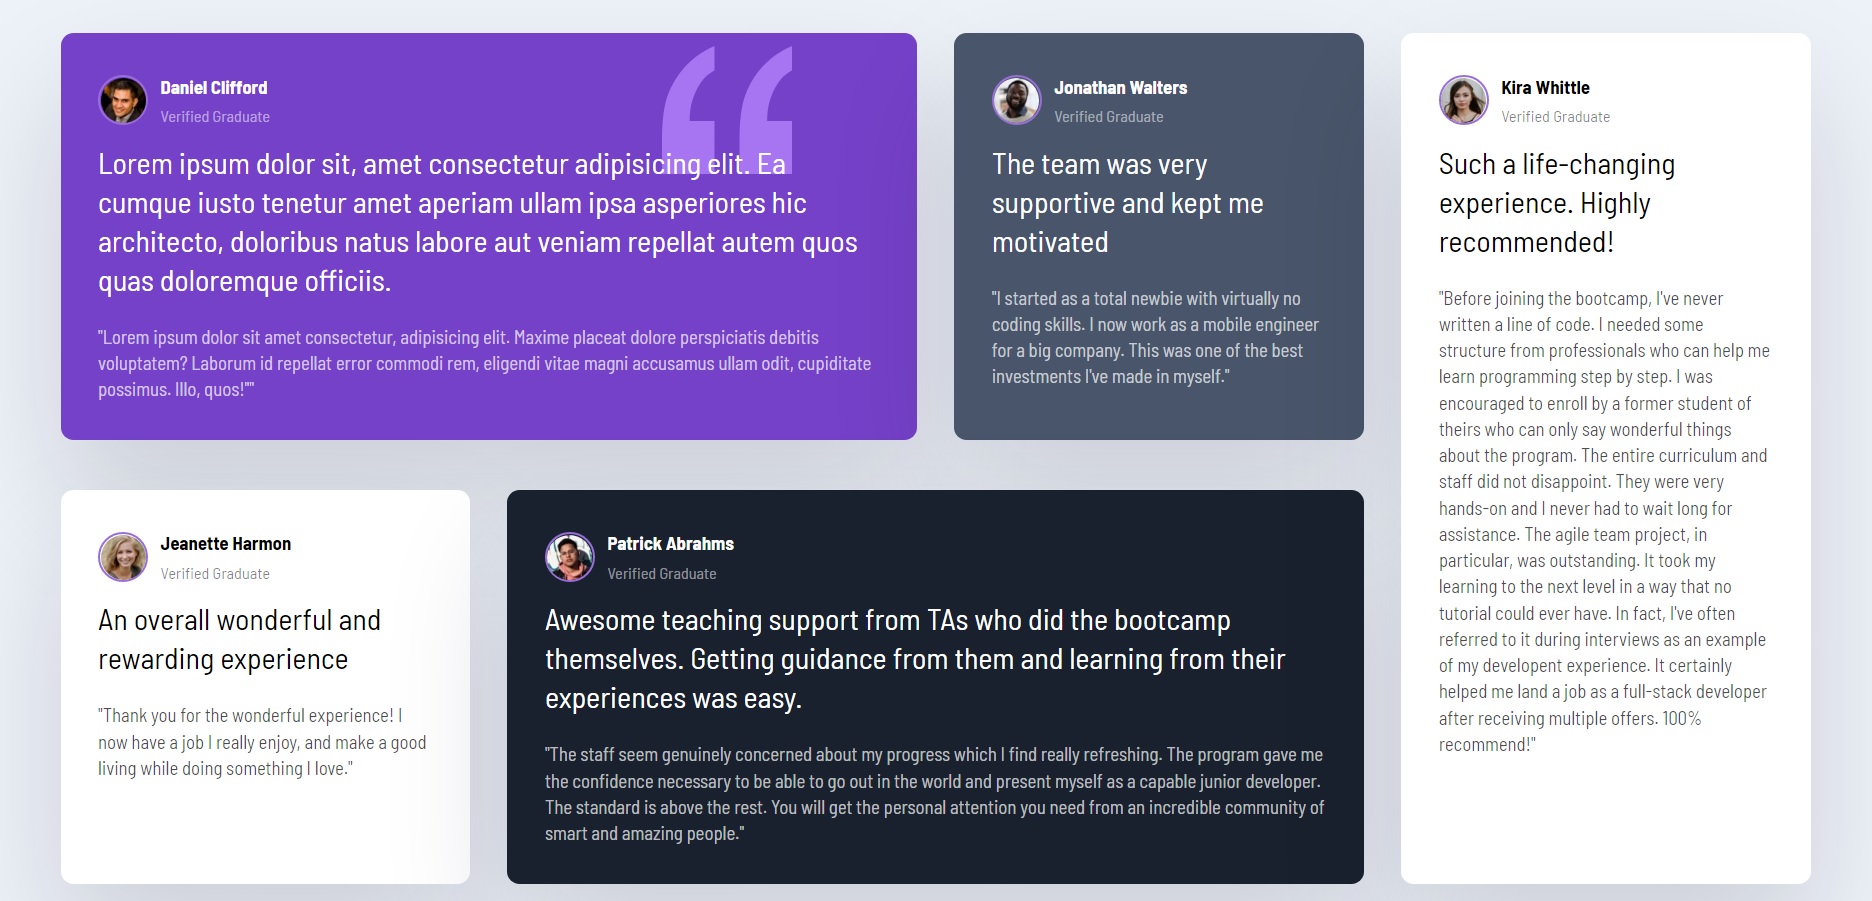 Daniel Clifford
Verified Graduate
Lorem ipsum dolor sit, amet consectetur adipisicing elit. Ea
cumque iusto tenetur amet aperiam ullam ipsa asperiores hic
architecto, doloribus natus labore aut veniam repellat autem quos
quas doloremque officiis.
"Lorem ipsum dolor sit amet consectetur, adipisicing elit. Maxime placeat dolore perspiciatis debitis
voluptatem? Laborum id repellat error commodi rem, eligendi vitae magni accusamus ullam odit, cupiditate
possimus. Illo, quos!""
Jonathan Walters
Verified Graduate
The team was very
supportive and kept me
motivated
"I started as a total newbie with virtually no
coding skills. I now work as a mobile engineer
for a big company. This was one of the best
investments I've made in myself."
Kira Whittle
Verified Graduate
Such a life-changing
experience. Highly
recommended!
"Before joining the bootcamp, I've never
written a line of code. I needed some
structure from professionals who can help me
learn programming step by step. I was
encouraged to enroll by a former student of
theirs who can only say wonderful things
about the program. The entire curriculum and
staff did not disappoint. They were very
hands-on and I never had to wait long for
assistance. The agile team project, in
particular, was outstanding. It took my
learning to the next level in a way that no
tutorial could ever have. In fact, I've often
referred to it during interviews as an example
of my developent experience. It certainly
helped me land a job as a full-stack developer
after receiving multiple offers. 100%
recommend!"
Jeanette Harmon
Verified Graduate
An overall wonderful and
rewarding experience
"Thank you for the wonderful experience! I
now have a job I really enjoy, and make a good
living while doing something I love."
Patrick Abrahms
Verified Graduate
Awesome teaching support from TAs who did the bootcamp
themselves. Getting guidance from them and learning from their
experiences was easy.
"The staff seem genuinely concerned about my progress which I find really refreshing. The program gave me
the confidence necessary to be able to go out in the world and present myself as a capable junior developer.
The standard is above the rest. You will get the personal attention you need from an incredible community of
smart and amazing people."